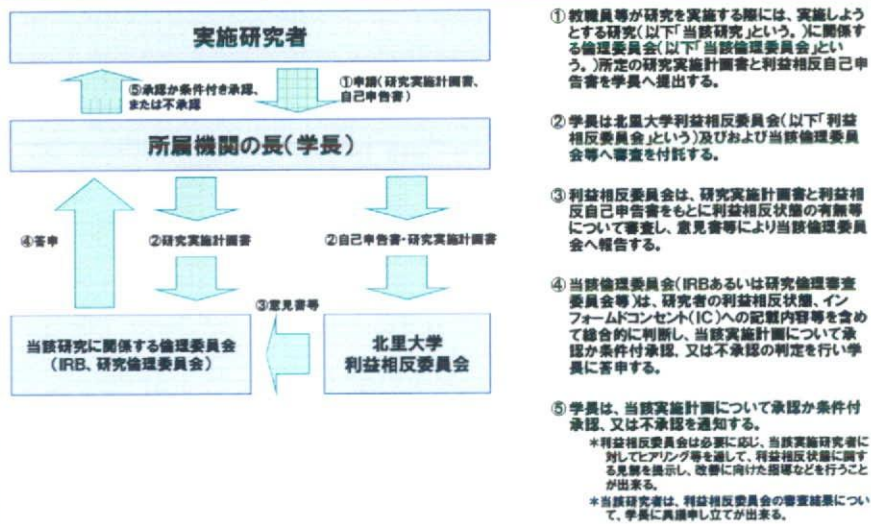 実施研究者
⑤承認か条件付き承認、
または不承認
①申請(研究実施計画書、
自己申告書)
所属機関の長(学長)
④答申
②研究実施計画書
②自己申告書・研究実施計画書
③意見書等
当該研究に関係する倫理委員会
(IRB、研究倫理委員会)
北里大学
利益相反委員会
① 教職員等が研究を実施する際には、実施しよう
とする研究(以下「当該研究」という。)に関係す
る倫理委員会(以下「当該倫理委員会」とい
う。)所定の研究実施計画書と利益相反自己申
告書を学長へ提出する。
② 学長は北里大学利益相反委員会(以下「利益
相反委員会」という)及びおよび当該倫理委員
会等へ審査を付託する。
③ 利益相反委員会は、研究実施計画書と利益相
反自己申告書をもとに利益相反状態の有無等
について審査し、意見書等により当該倫理委員
会へ報告する。
④ 当該倫理委員会(IRBあるいは研究倫理審査
委員会等)は、研究者の利益相反状態、イン
フォームドコンセント(IC)への記載内容等を含め
て総合的に判断し、当該実施計画について承
認か条件付承認、又は不承認の判定を行い学
長に答申する。
⑤ 学長は、当該実施計画について承認か条件付
承認、又は不承認を通知する。
＊利益相反委員会は必要に応じ、当該実施研究者に
対してヒアリング等を通して、利益相反状態に関す
る見解を提示し、改善に向けた指導などを行うこと
が出来る。
＊当該研究者は、利益相反委員会の審査結果につい
て、学長に異議申し立てが出来る。